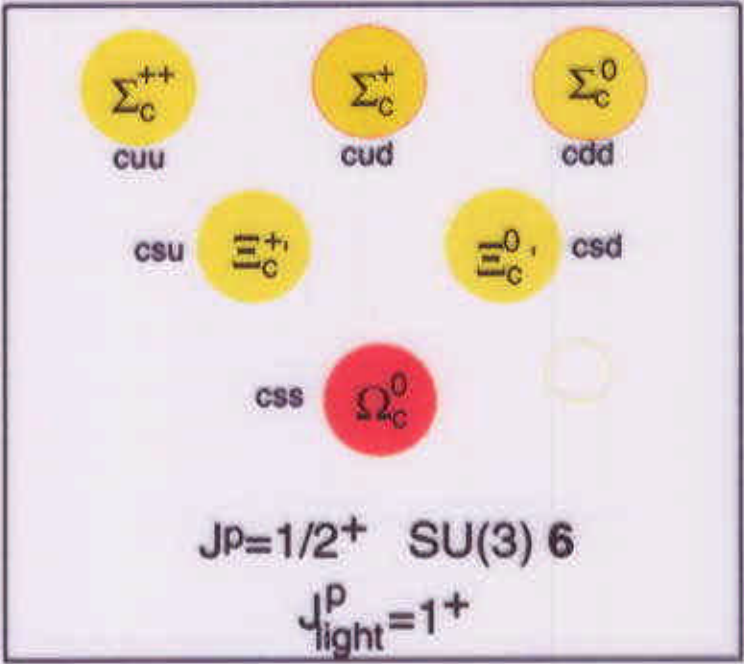 Σc++ Σc+ Σc0
cuu cud cdd
csu Ξc+' Ξc0' csd
css Ωc0
JP=1/2+ SU(3) 6
JPlight=1+